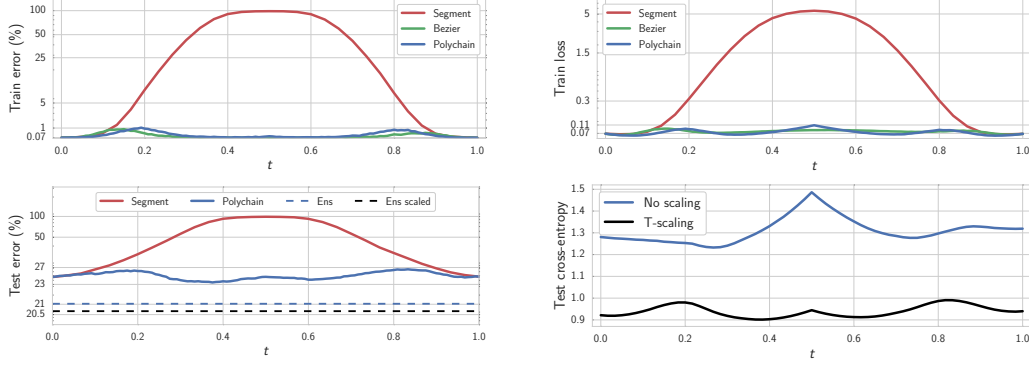 Train error (%)
100
50
25
5
1
0.07
0.0
0.2
0.4
0.6
0.8
1.0
t
Segment
Bezier
Polychain
Train loss
5
1.5
0.3
0.11
0.07
0.0
0.2
0.4
0.6
0.8
1.0
t
Segment
Bezier
Polychain
Test error (%)
100
50
27
23
21
20.5
0.0
0.2
0.4
0.6
0.8
1.0
t
Segment
Polychain
Ens
Ens scaled
Test cross-entropy
1.5
1.4
1.3
1.2
1.0
0.9
0.0
0.2
0.4
0.6
0.8
1.0
t
No scaling
T-scaling